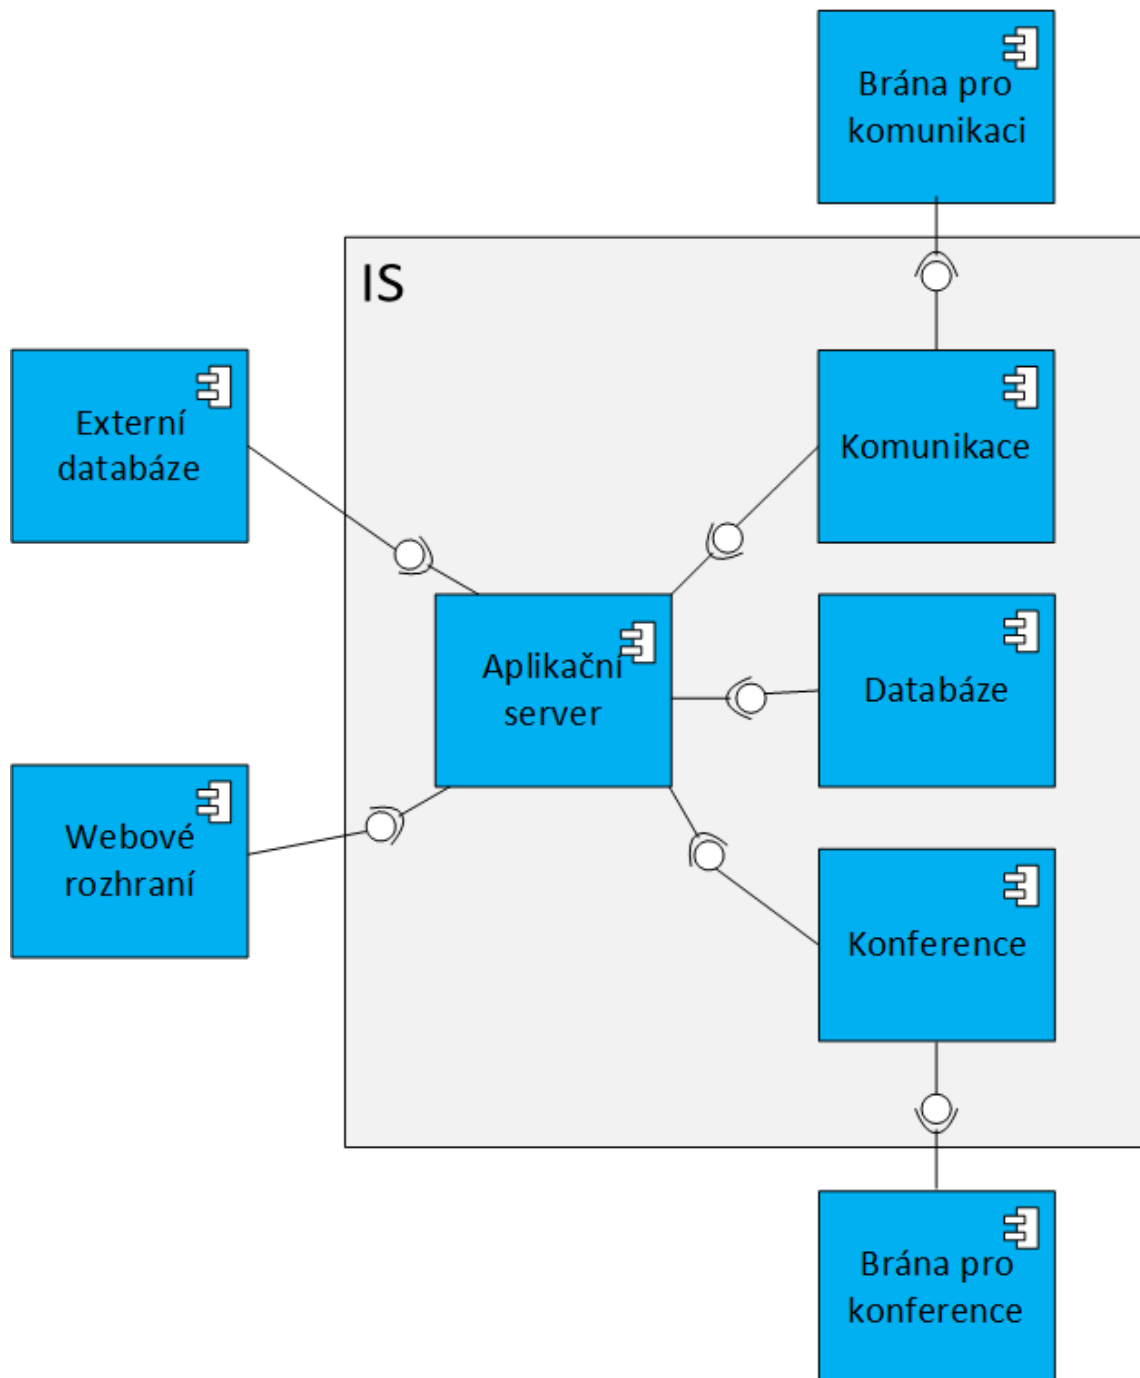 Brána pro
komunikaci
IS
Externí
databáze
Komunikace
Aplikační
server
Databáze
Webové
rozhraní
Konference
Brána pro
konference